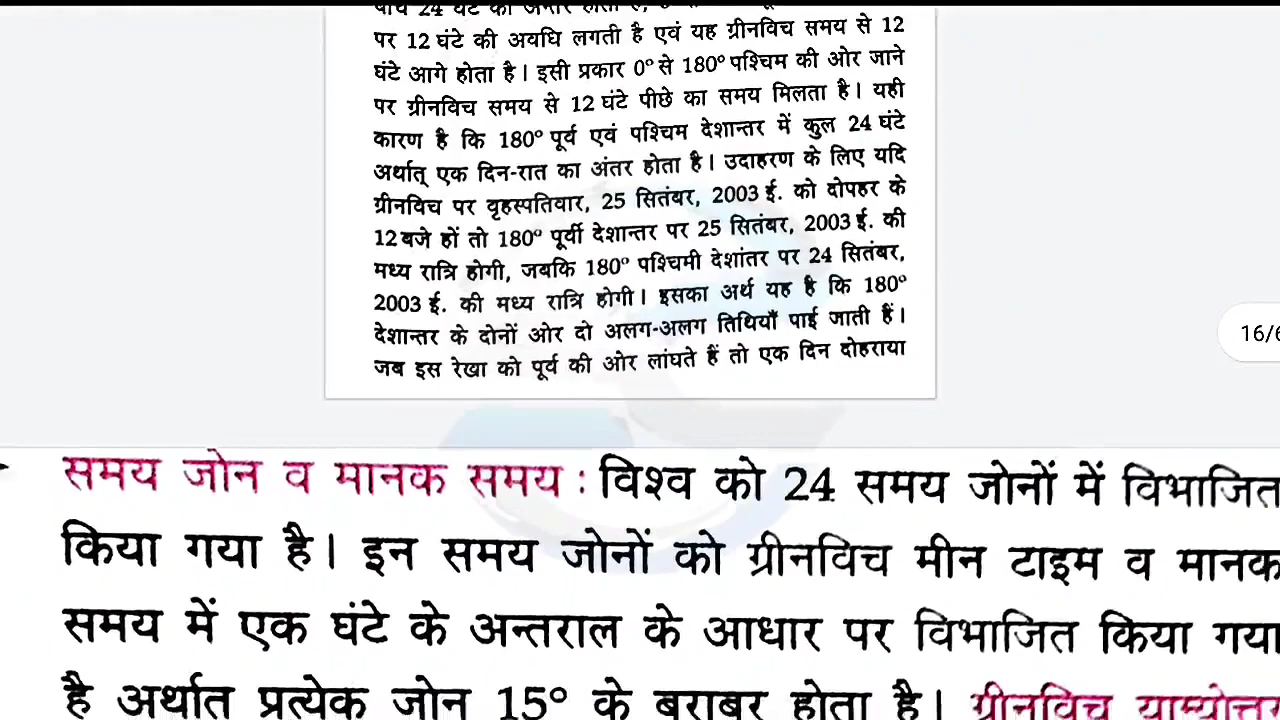 पर 12 घंटे की अवधि लगती है एवं यह ग्रीनविच समय से 12
घंटे आगे होता है। इसी प्रकार 0° से 180° पश्चिम की ओर जाने
पर ग्रीनविच समय से 12 घंटे पीछे का समय मिलता है। यही
कारण है कि 180° पूर्व एवं पश्चिम देशान्तर में कुल 24 घंटे
अर्थात् एक दिन-रात का अंतर होता है। उदाहरण के लिए यदि
ग्रीनविच पर वृहस्पतिवार, 25 सितंबर, 2003 ई. को दोपहर के
12 बजे हों तो 180° पूर्वी देशान्तर पर 25 सितंबर, 2003 ई. की
मध्य रात्रि होगी, जबकि 180° पश्चिमी देशांतर पर 24 सितंबर,
2003 ई. की मध्य रात्रि होगी। इसका अर्थ यह है कि 180°
देशान्तर के दोनों ओर दो अलग-अलग तिथियाँ पाई जाती हैं।
जब इस रेखा को पूर्व की ओर लांघते हैं तो एक दिन दोहराया
16/6
समय जोन व मानक समय : विश्व को 24 समय जोनों में विभाजित
किया गया है। इन समय जोनों को ग्रीनविच मीन टाइम व मानक
समय में एक घंटे के अन्तराल के आधार पर विभाजित किया गया
है अर्थात प्रत्येक जोन 15° के बराबर होता है। ग्रीनविच याम्योत्तर